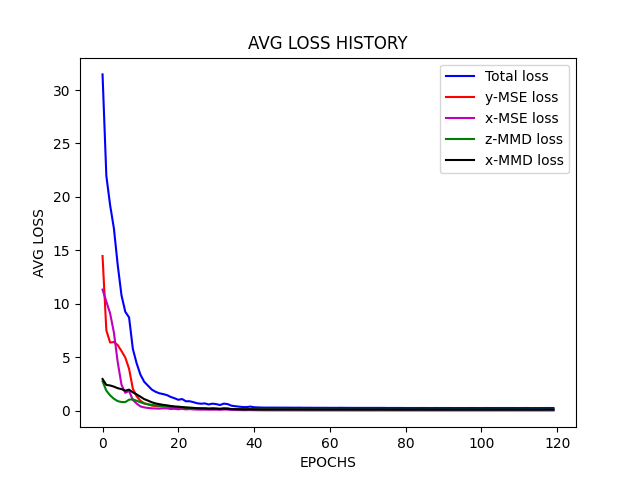 AVG LOSS HISTORY
Total loss
y-MSE loss
x-MSE loss
z-MMD loss
x-MMD loss
AVG LOSS
30
25
20
15
10
5
0
0 20 40 60 80 100 120
EPOCHS